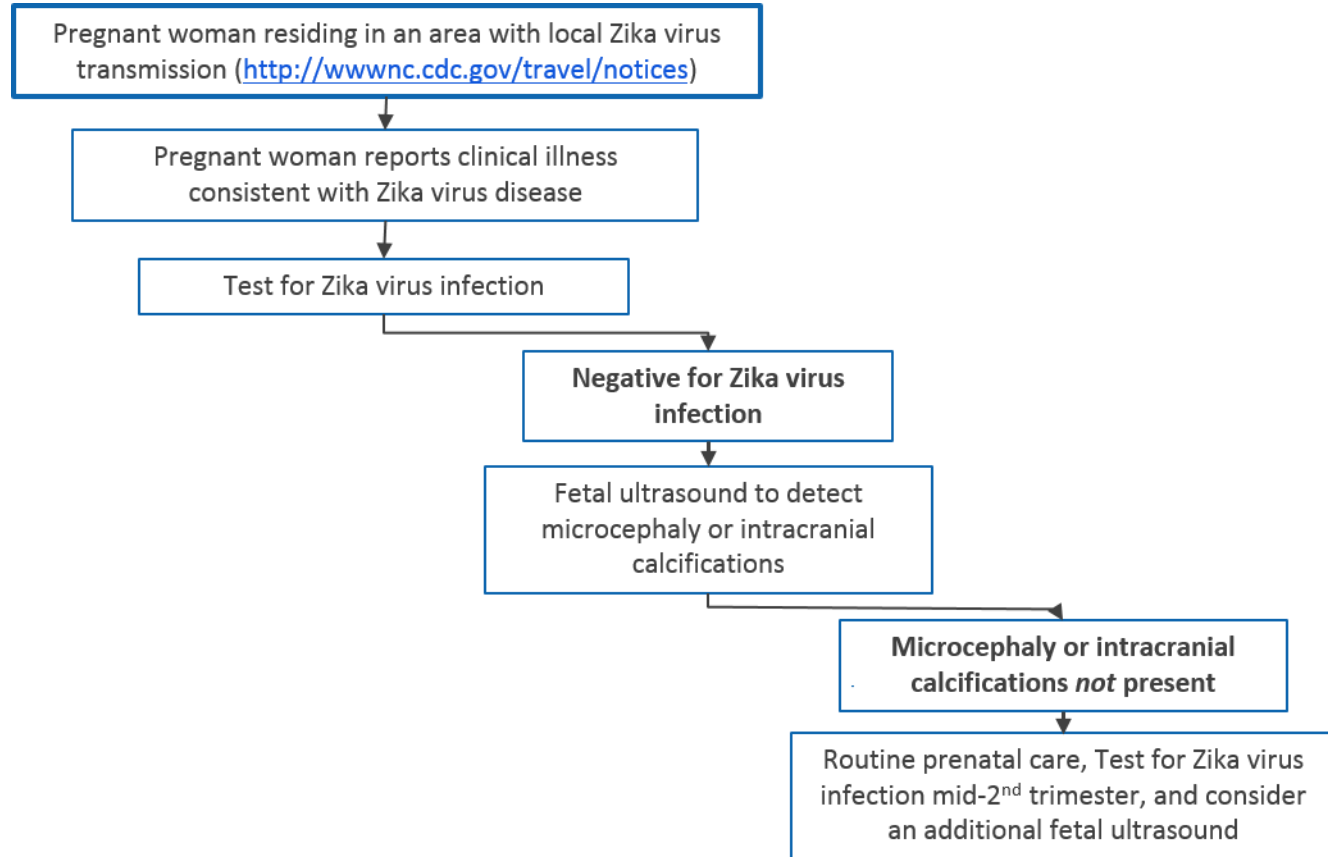 Pregnant woman residing in an area with local Zika virus
transmission (http://wwwnc.cdc.gov/travel/notices)
Pregnant woman reports clinical illness
consistent with Zika virus disease
Test for Zika virus infection
Negative for Zika virus
infection
Fetal ultrasound to detect
microcephaly or intracranial
calcifications
Microcephaly or intracranial
calcifications not present
Routine prenatal care, Test for Zika virus
infection mid-2nd trimester, and consider
an additional fetal ultrasound